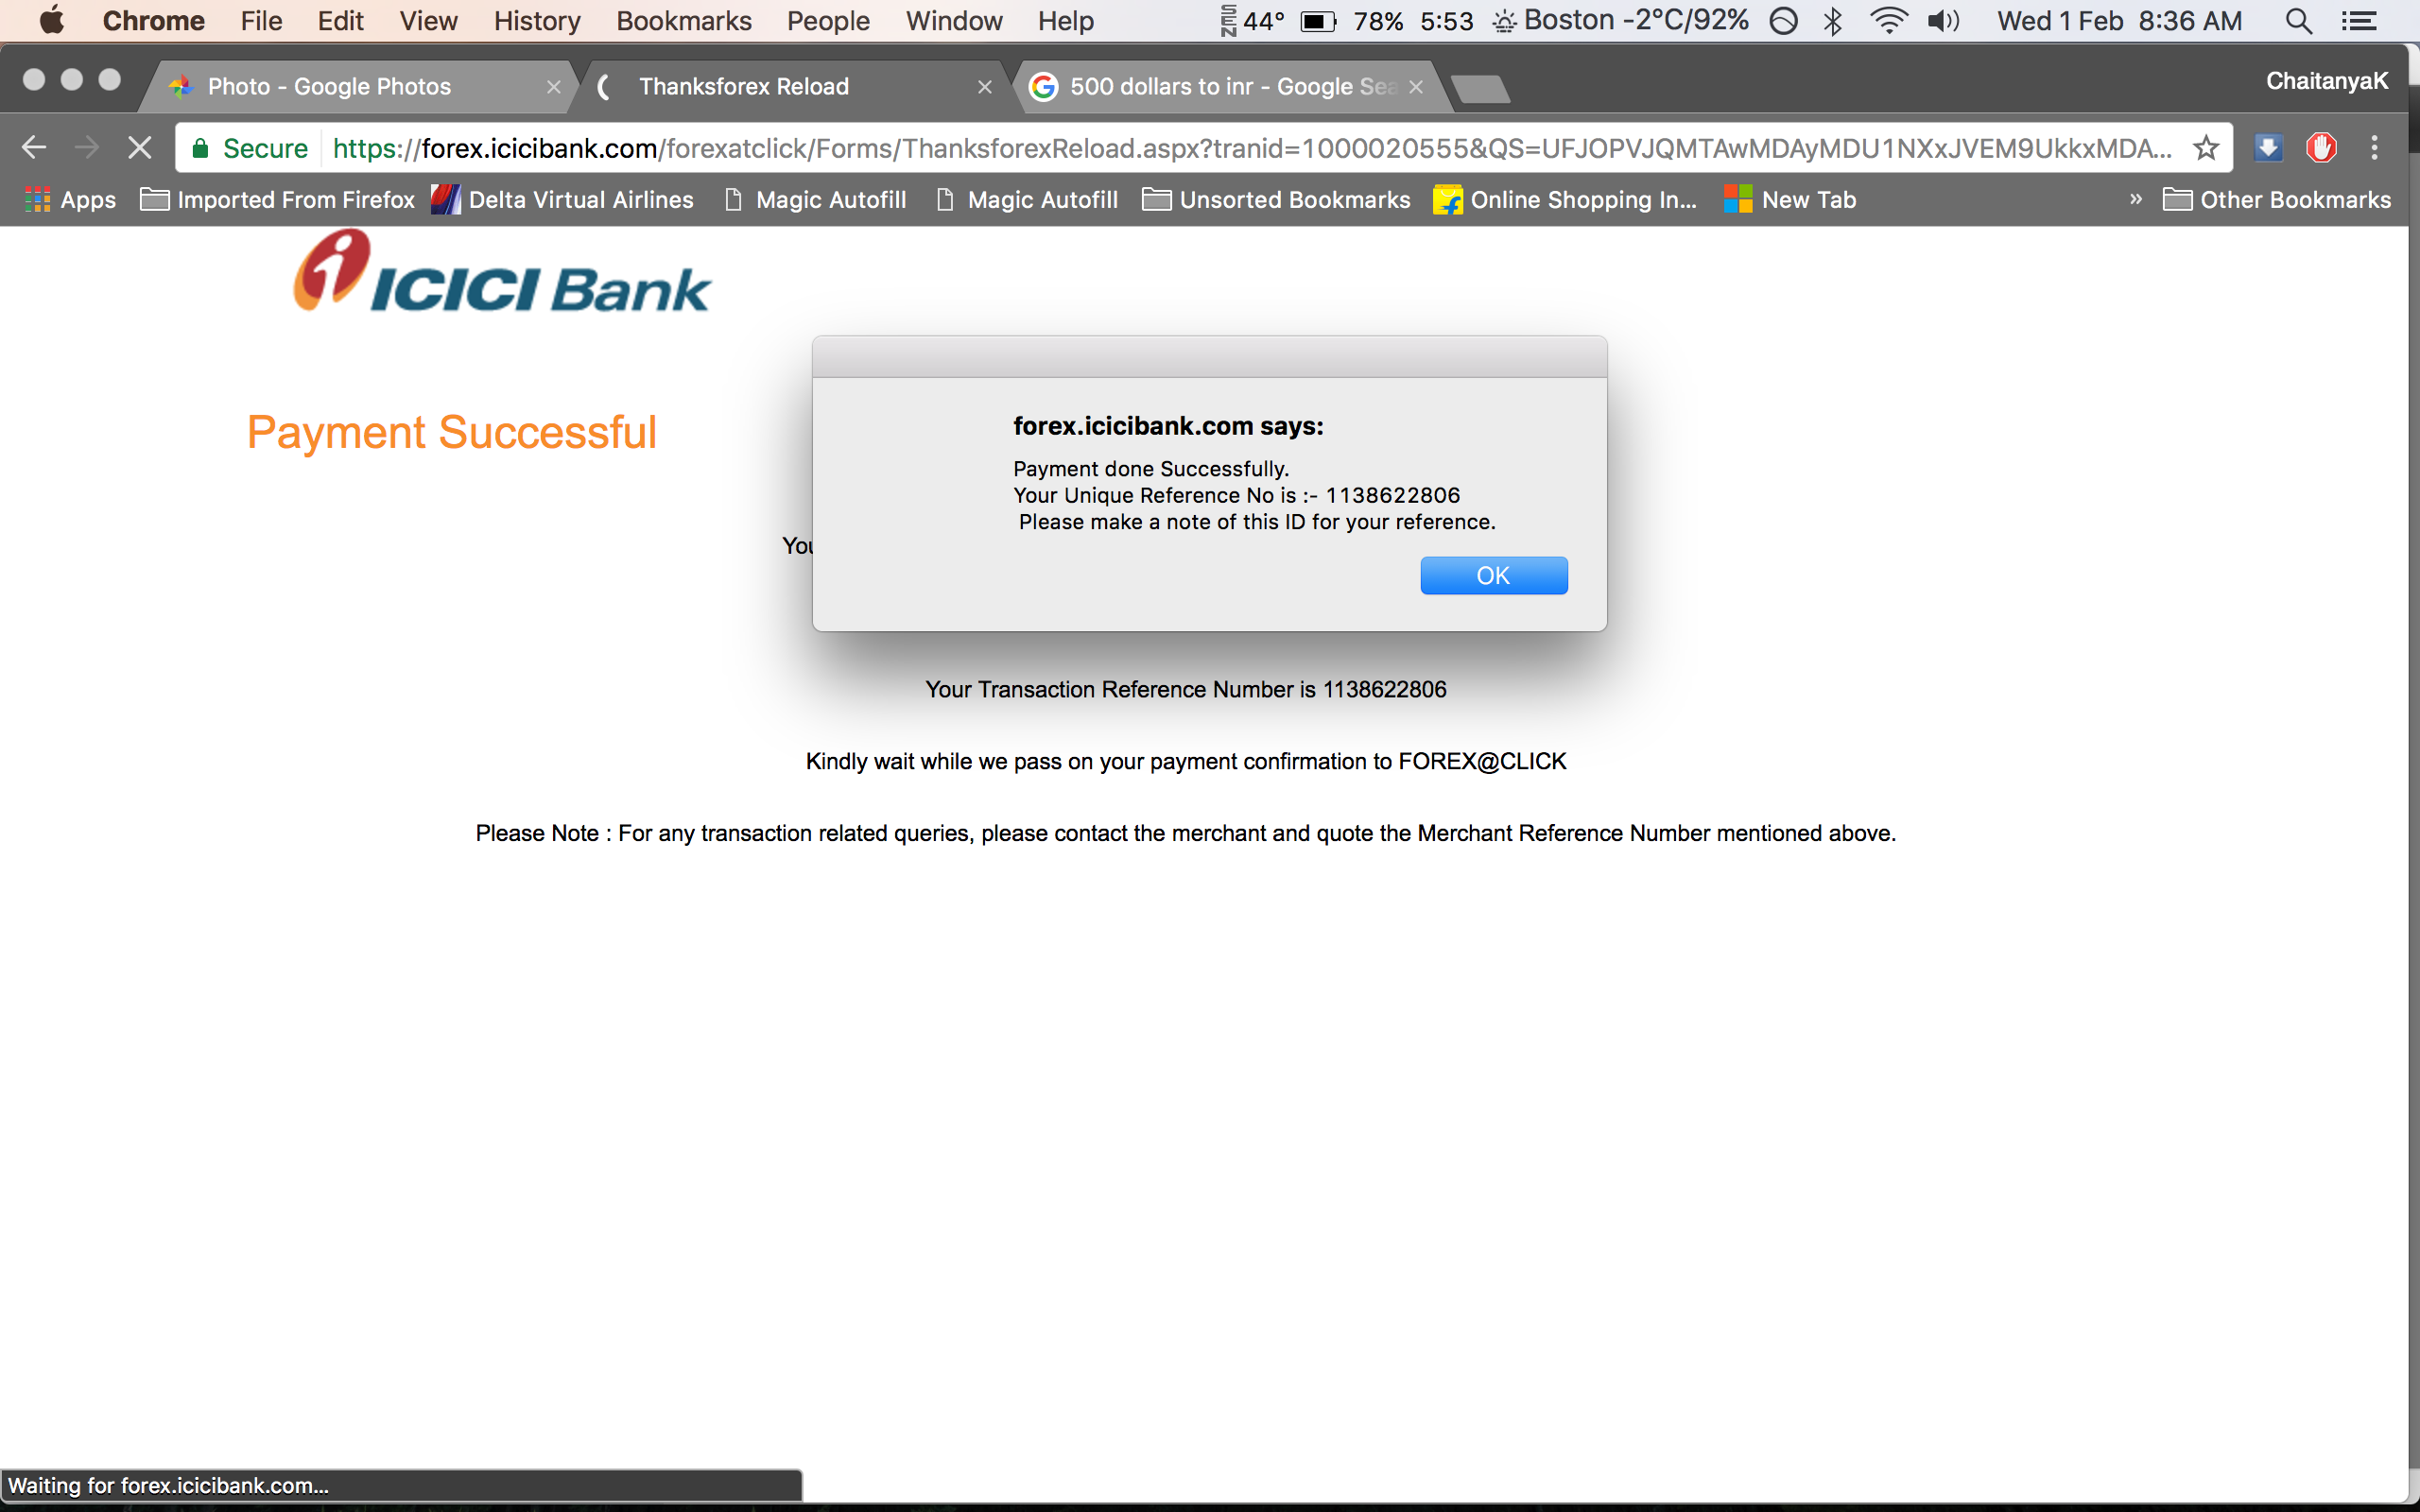 Chrome File Edit View History Bookmarks People Window Help SEN 44° 78% 5:53 Boston -2°C/92% Wed 1 Feb 8:36 AM
Photo - Google Photos Thanksforex Reload 500 dollars to inr - Google Sea ChaitanyaK
Secure https://forex.icicibank.com/forexatclick/Forms/ThanksforexReload.aspx?tranid=1000020555&QS=UFJOPVJQMTAwMDAyMDU1NXxJVEM9UkkxMDA...
Apps Imported From Firefox Delta Virtual Airlines Magic Autofill Magic Autofill Unsorted Bookmarks Online Shopping In... New Tab » Other Bookmarks
ICICI Bank
Payment Successful
forex.icicibank.com says:
Payment done Successfully.
Your Unique Reference No is :- 1138622806
Please make a note of this ID for your reference.
OK
Your Transaction Reference Number is 1138622806
Kindly wait while we pass on your payment confirmation to FOREX@CLICK
Please Note : For any transaction related queries, please contact the merchant and quote the Merchant Reference Number mentioned above.
Waiting for forex.icicibank.com...